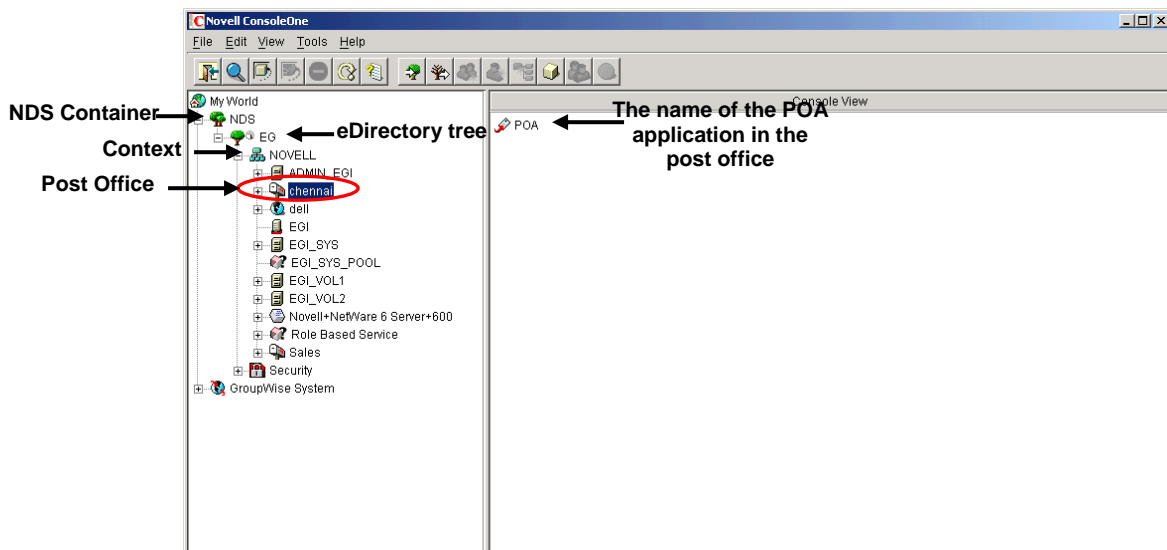 Novell ConsoleOne
File Edit View Tools Help
My World
Console View
NDS Container
NDS
POA
The name of the POA
application in the
post office
EG
eDirectory tree
Context
NOVELL
ADMIN_EGI
Post Office
chennai
dell
EGI
EGI_SYS
EGI_SYS_POOL
EGI_VOL1
EGI_VOL2
Novell+NetWare 6 Server+600
Role Based Service
Sales
Security
GroupWise System